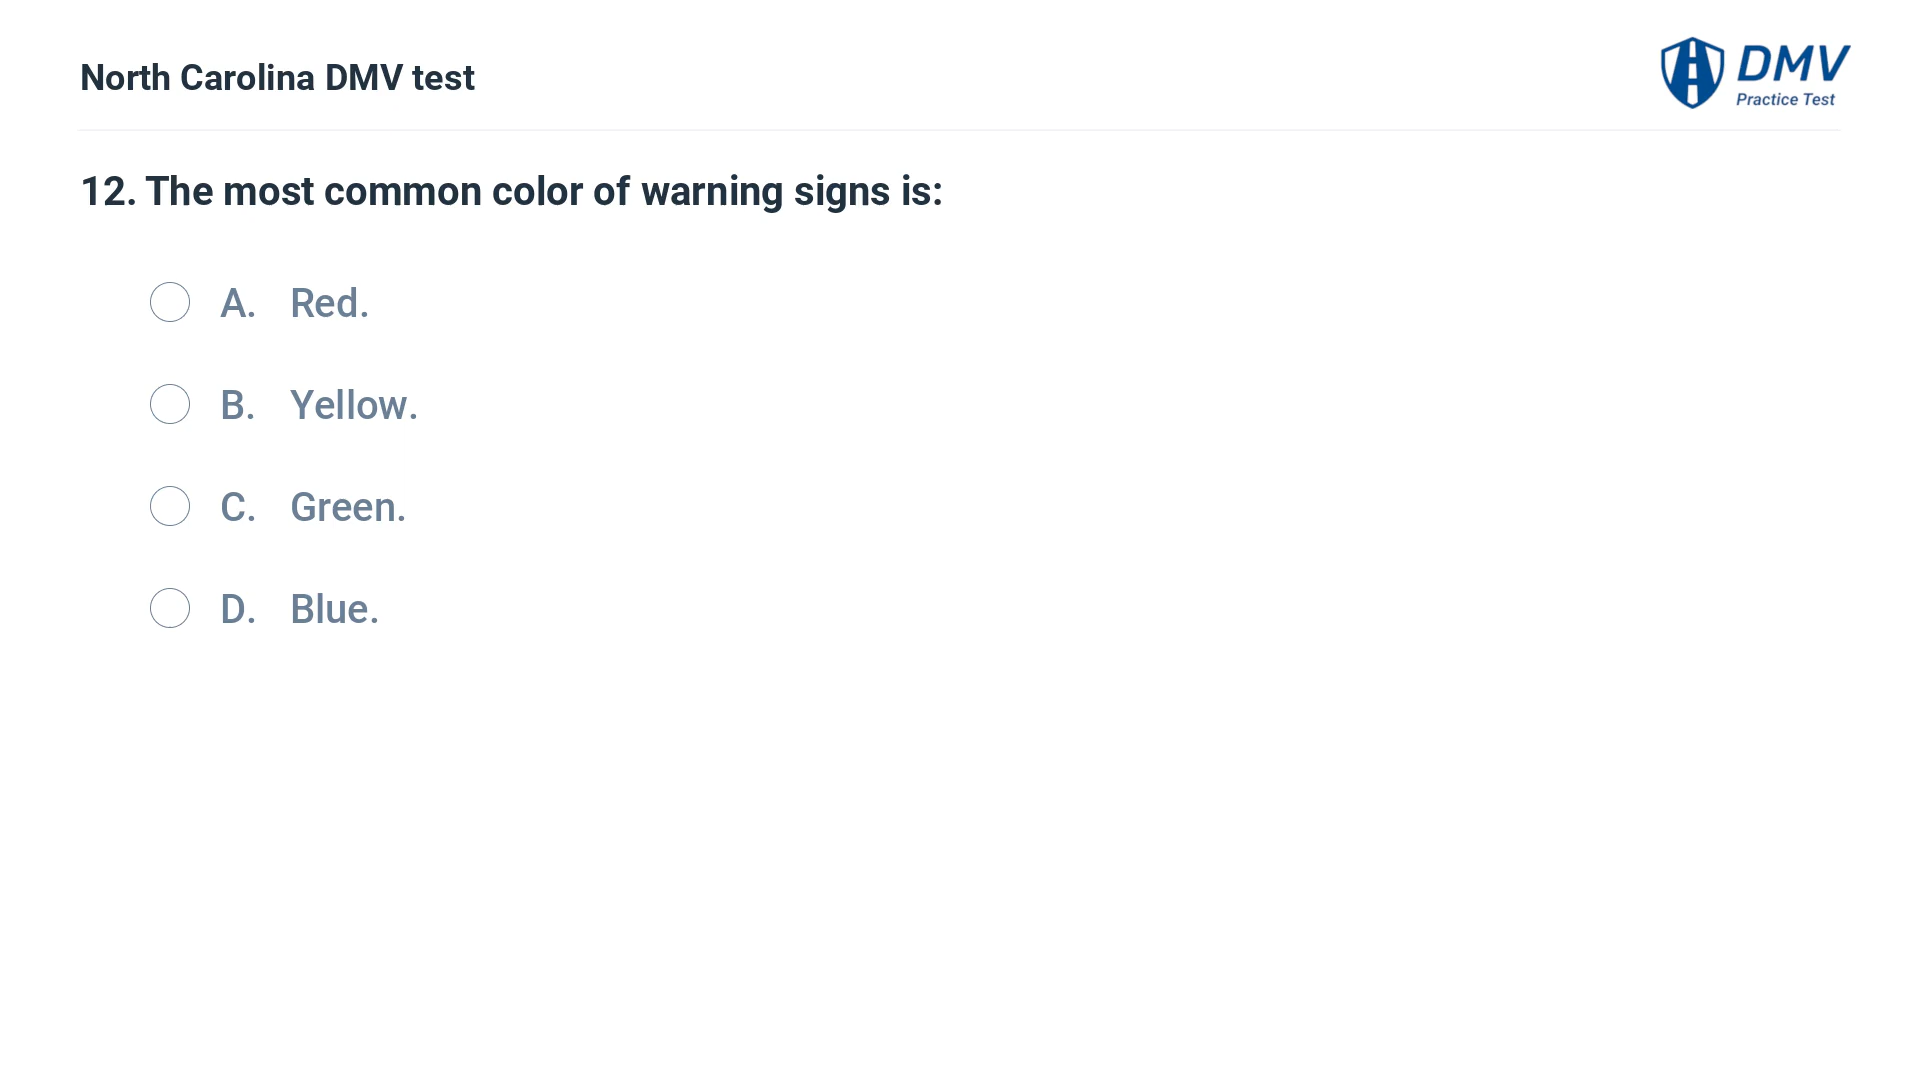 North Carolina DMV test
DMV
Practice Test
12. The most common color of warning signs is:
A. Red.
B. Yellow.
C. Green.
D. Blue.